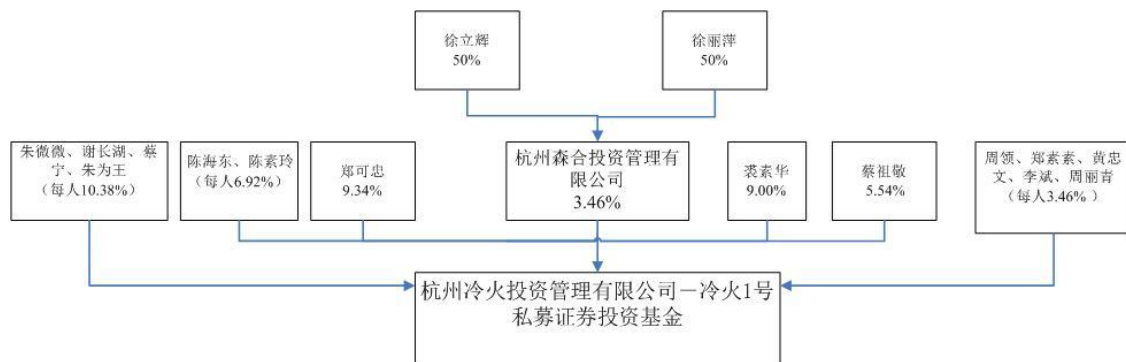 徐立辉
50%
徐丽萍
50%
朱微微、谢长湖、蔡
宁、朱为王
（每人10.38%）
陈海东、陈素玲
（每人6.92%）
郑可忠
9.34%
杭州森合投资管理有
限公司
3.46%
裘素华
9.00%
蔡祖敬
5.54%
周领、郑素素、黄忠
文、李斌、周丽青
（每人3.46%）
杭州冷火投资管理有限公司－冷火1号
私募证券投资基金